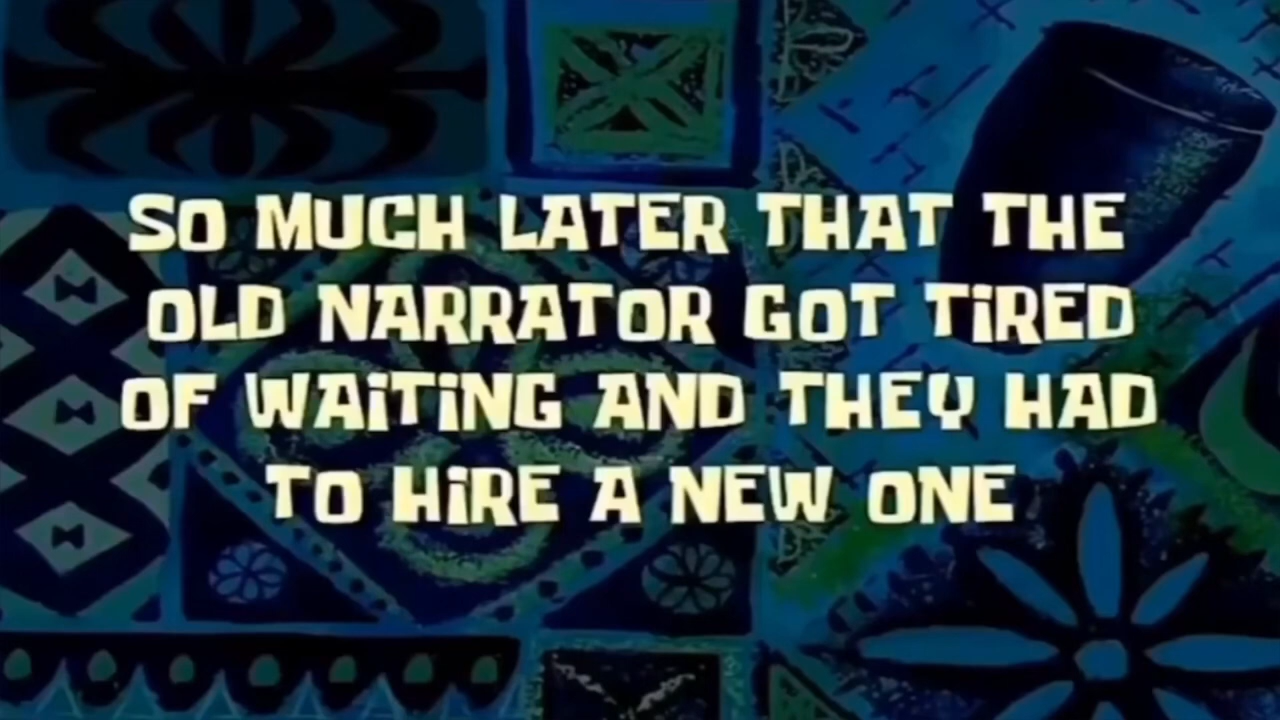 SO MUCH LATER THAT THE
OLD NARRATOR GOT TiRED
OF WAiTiNG AND THEY HAD
TO HiRE A NEW ONE